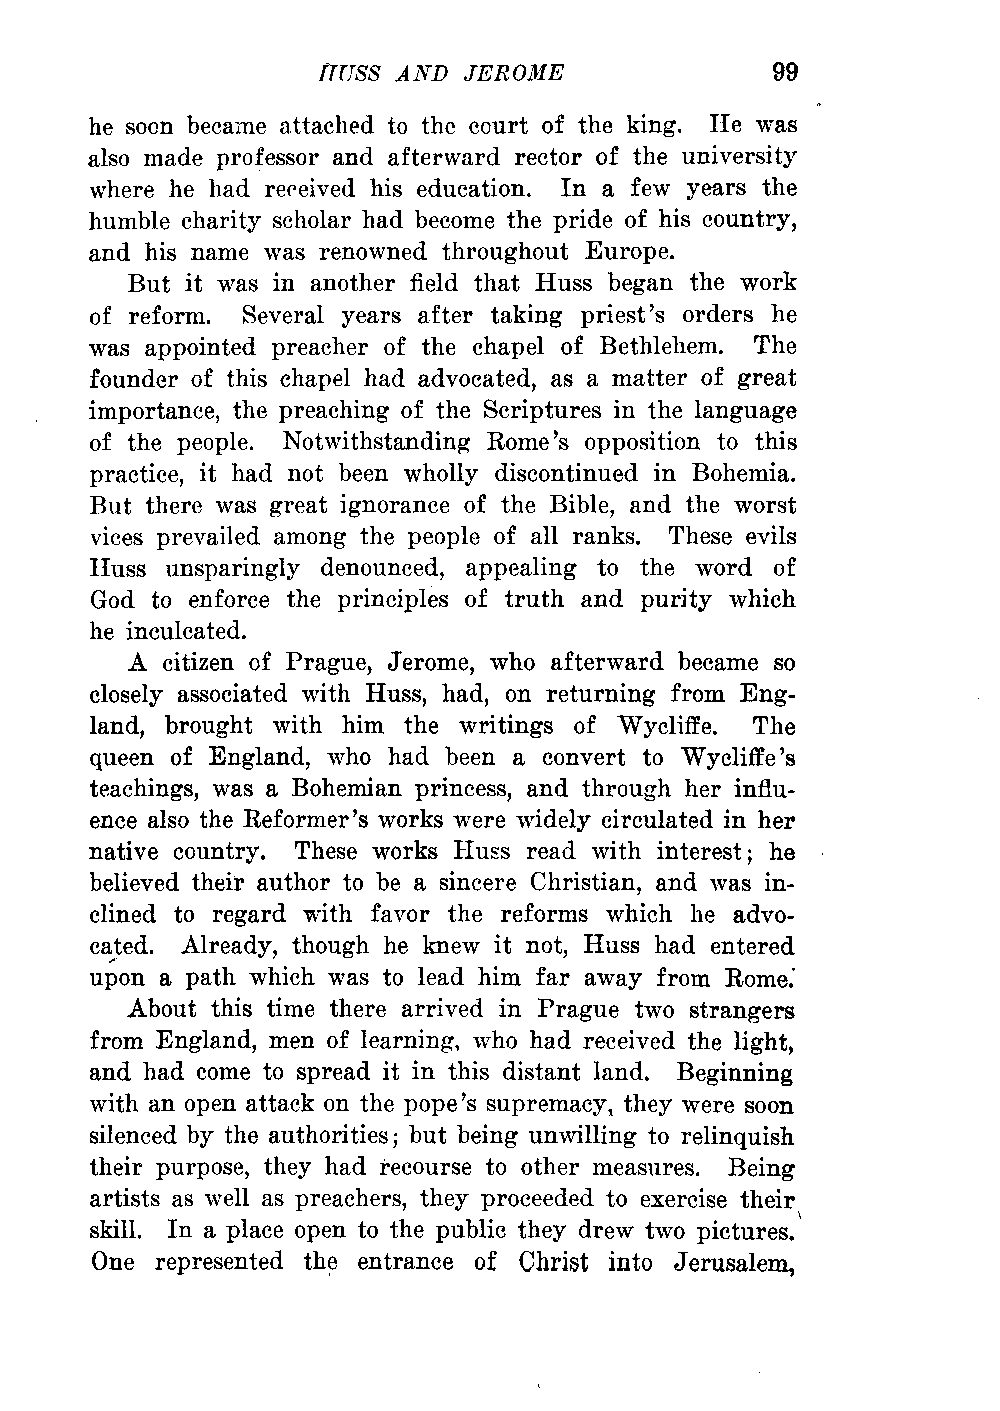 HUSS AND JEROME 99
he soon became attached to the court of the king. He was
also made professor and afterward rector of the university
where he had received his education. In a few years the
humble charity scholar had become the pride of his country,
and his name was renowned throughout Europe.
But it was in another field that Huss began the work
of reform. Several years after taking priest's orders he
was appointed preacher of the chapel of Bethlehem. The
founder of this chapel had advocated, as a matter of great
importance, the preaching of the Scriptures in the language
of the people. Notwithstanding Rome's opposition to this
practice, it had not been wholly discontinued in Bohemia.
But there was great ignorance of the Bible, and the worst
vices prevailed among the people of all ranks. These evils
Huss unsparingly denounced, appealing to the word of
God to enforce the principles of truth and purity which
he inculcated.
A citizen of Prague, Jerome, who afterward became so
closely associated with Huss, had, on returning from Eng-
land, brought with him the writings of Wycliffe. The
queen of England, who had been a convert to Wycliffe's
teachings, was a Bohemian princess, and through her influ-
ence also the Reformer's works were widely circulated in her
native country. These works Huss read with interest; he
believed their author to be a sincere Christian, and was in-
clined to regard with favor the reforms which he advo-
cated. Already, though he knew it not, Huss had entered
upon a path which was to lead him far away from Rome.
About this time there arrived in Prague two strangers
from England, men of learning, who had received the light,
and had come to spread it in this distant land. Beginning
with an open attack on the pope's supremacy, they were soon
silenced by the authorities; but being unwilling to relinquish
their purpose, they had recourse to other measures. Being
artists as well as preachers, they proceeded to exercise their
skill. In a place open to the public they drew two pictures.
One represented the entrance of Christ into Jerusalem,